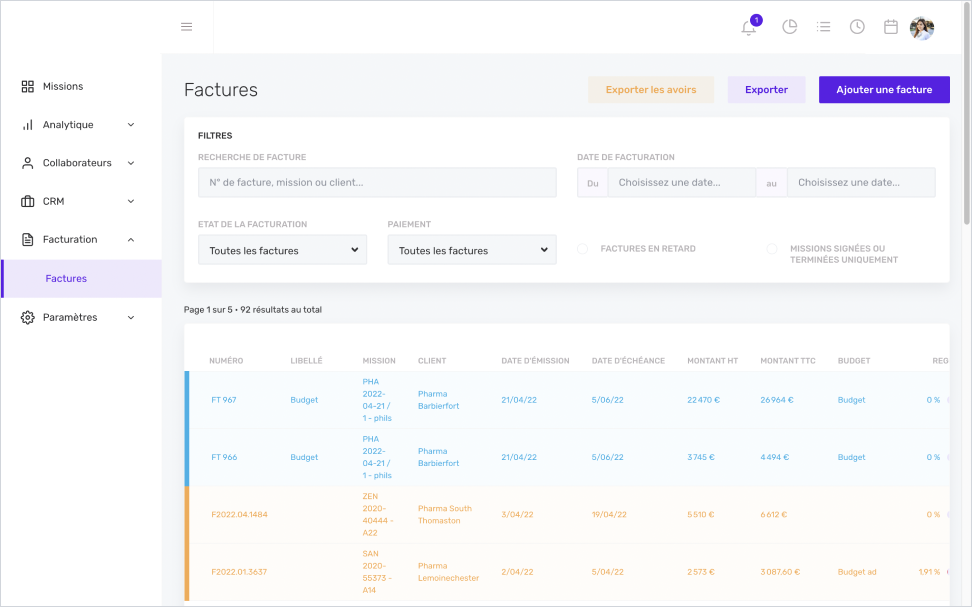 1
Missions
Analytique
Collaborateurs
CRM
Facturation
Factures
Paramètres
Factures
Exporter les avoirs
Exporter
Ajouter une facture
FILTRES
RECHERCHE DE FACTURE
DATE DE FACTURATION
N° de facture, mission ou client...
Du
Choisissez une date...
au
Choisissez une date...
ETAT DE LA FACTURATION
PAIEMENT
Toutes les factures
Toutes les factures
FACTURES EN RETARD
MISSIONS SIGNÉES OU
TERMINÉES UNIQUEMENT
Page 1 sur 5 • 92 résultats au total
NUMÉRO LIBELLÉ MISSION CLIENT DATE D'ÉMISSION DATE D'ÉCHÉANCE MONTANT HT MONTANT TTC BUDGET REG
FT 967
Budget
PHA
2022-
04-21 /
1 - phils
Pharma
Barbierfort
21/04/22
5/06/22
22 470 €
26 964 €
Budget
0 %
FT 966
Budget
PHA
2022-
04-21 /
1 - phils
Pharma
Barbierfort
21/04/22
5/06/22
3 745 €
4 494 €
Budget
0 %
F2022.04.1484
ZEN
2020-
40444 -
A22
Pharma South
Thomaston
3/04/22
19/04/22
5 510 €
6 612 €
0 %
F2022.01.3637
SAN
2020-
55373 -
A14
Pharma
Lemoinechester
2/04/22
5/04/22
2 573 €
3 087,60 €
Budget ad
1,91 %